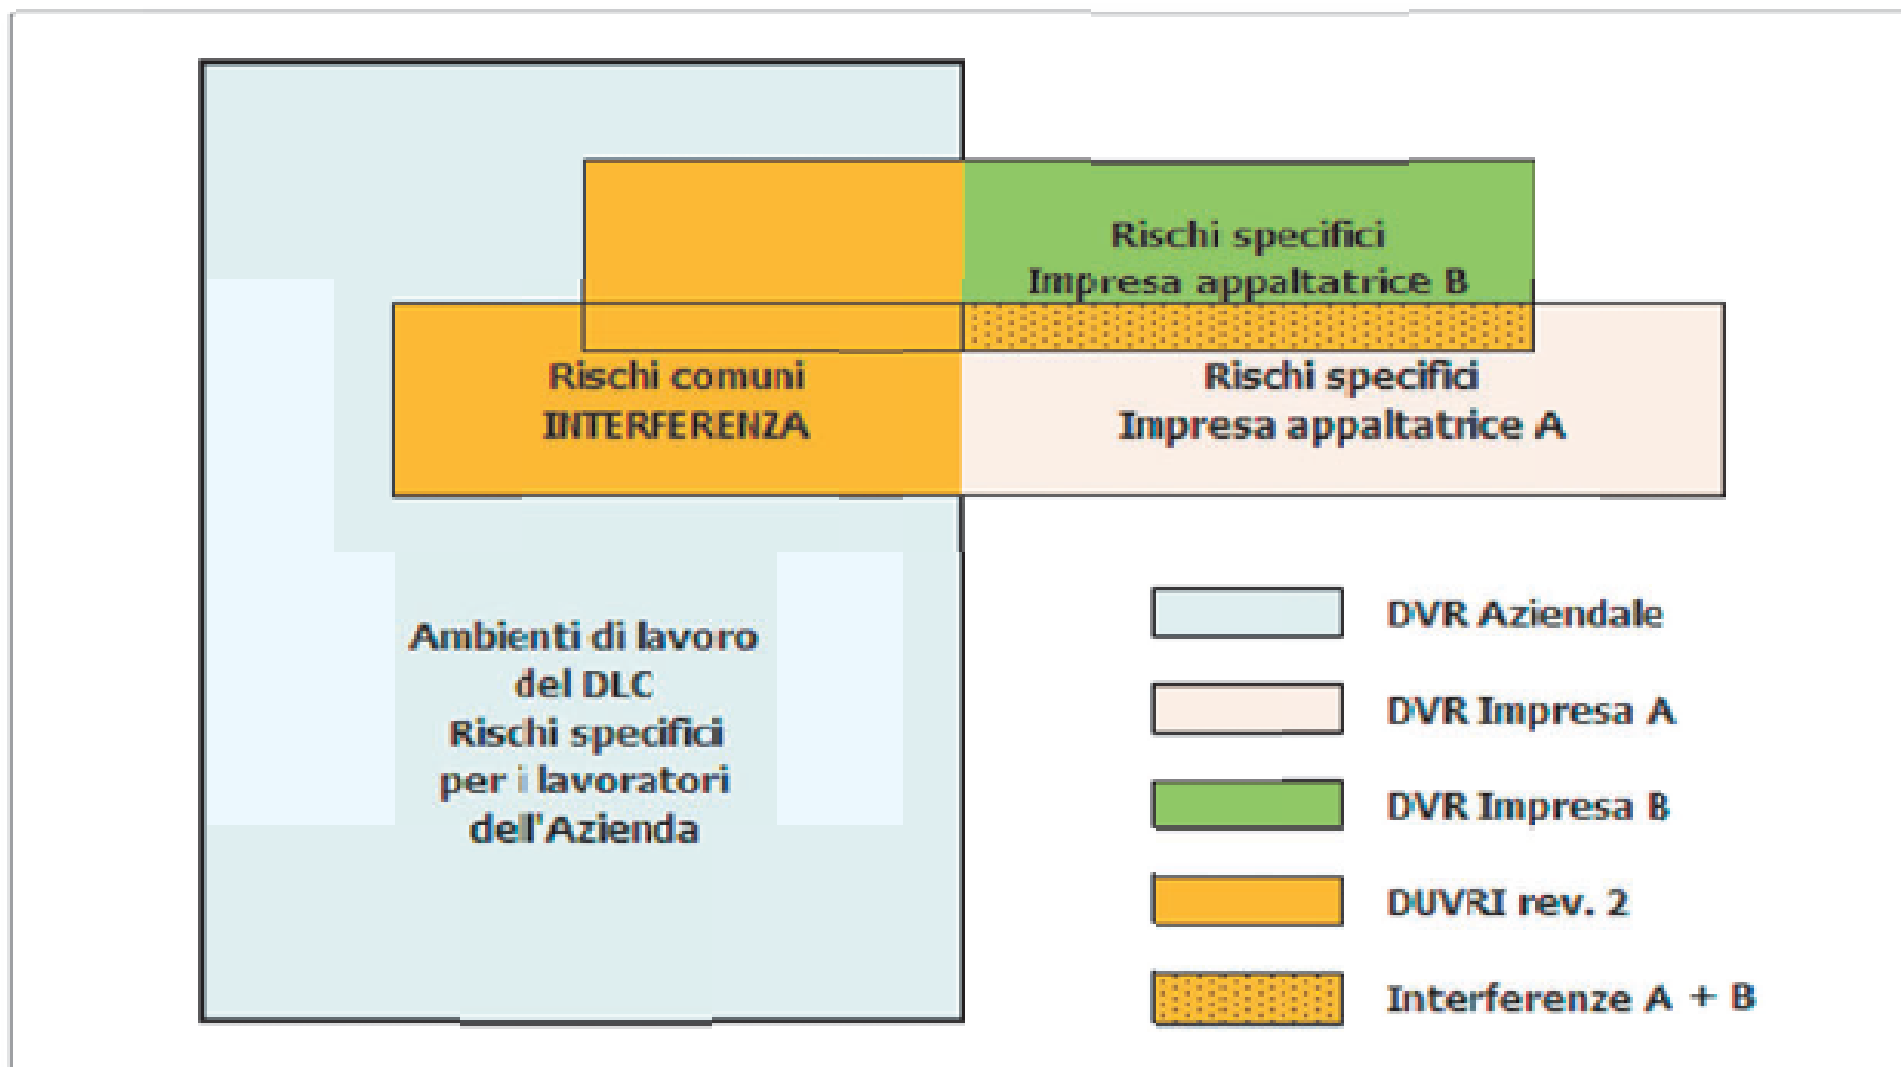 Rischi specifici
Impresa appaltatrice B
Rischi comuni
INTERFERENZA
Rischi specifici
Impresa appaltatrice A
Ambienti di lavoro
del DLC
Rischi specifici
per i lavoratori
dell'Azienda
DVR Aziendale
DVR Impresa A
DVR Impresa B
DUVRI rev. 2
Interferenze A + B